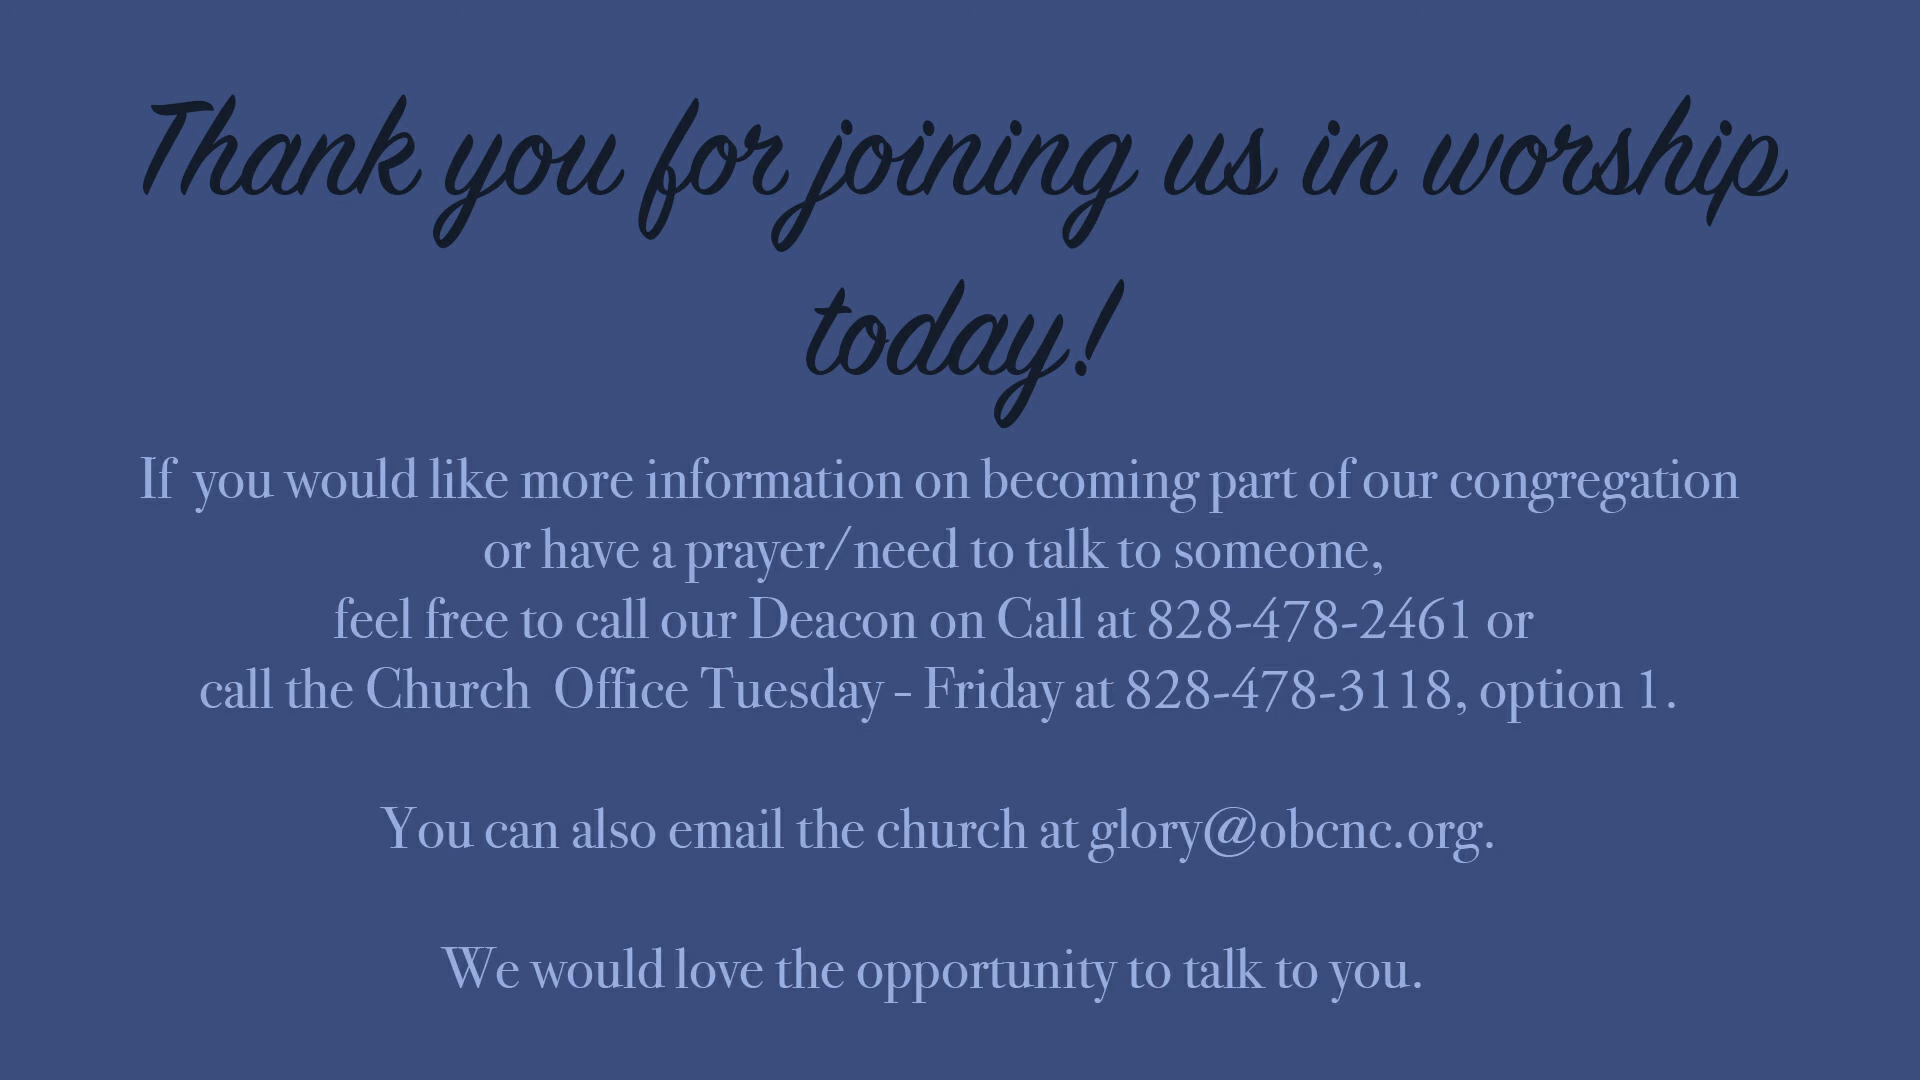 Thank you for joining us in worship
today!
If you would like more information on becoming part of our congregation
or have a prayer/need to talk to someone,
feel free to call our Deacon on Call at 828-478-2461 or
call the Church Office Tuesday - Friday at 828-478-3118, option 1.
You can also email the church at glory@obcnc.org.
We would love the opportunity to talk to you.